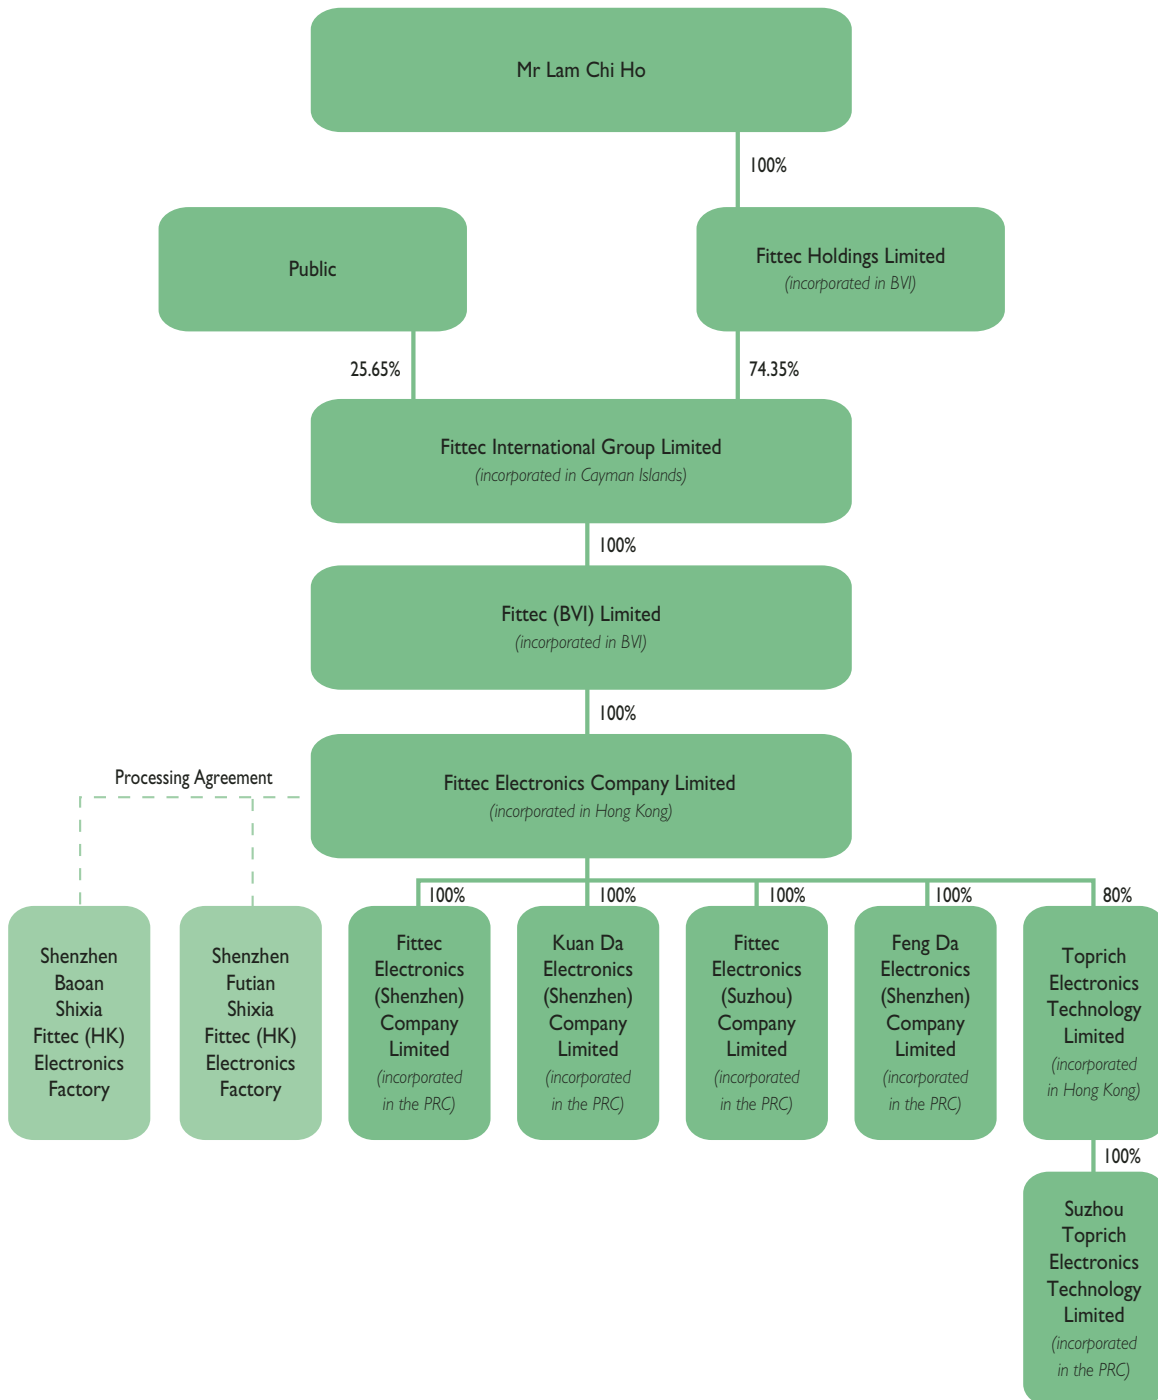 Mr Lam Chi Ho
100%
Public
Fittec Holdings Limited
(incorporated in BVI)
25.65%
74.35%
Fittec International Group Limited
(incorporated in Cayman Islands)
100%
Fittec (BVI) Limited
(incorporated in BVI)
100%
Processing Agreement
Fittec Electronics Company Limited
(incorporated in Hong Kong)
100%
100%
100%
100%
80%
Shenzhen
Baoan
Shixia
Fittec (HK)
Electronics
Factory
Shenzhen
Futian
Shixia
Fittec (HK)
Electronics
Factory
Fittec
Electronics
(Shenzhen)
Company
Limited
(incorporated
in the PRC)
Kuan Da
Electronics
(Shenzhen)
Company
Limited
(incorporated
in the PRC)
Fittec
Electronics
(Suzhou)
Company
Limited
(incorporated
in the PRC)
Feng Da
Electronics
(Shenzhen)
Company
Limited
(incorporated
in the PRC)
Toprich
Electronics
Technology
Limited
(incorporated
in Hong Kong)
100%
Suzhou
Toprich
Electronics
Technology
Limited
(incorporated
in the PRC)